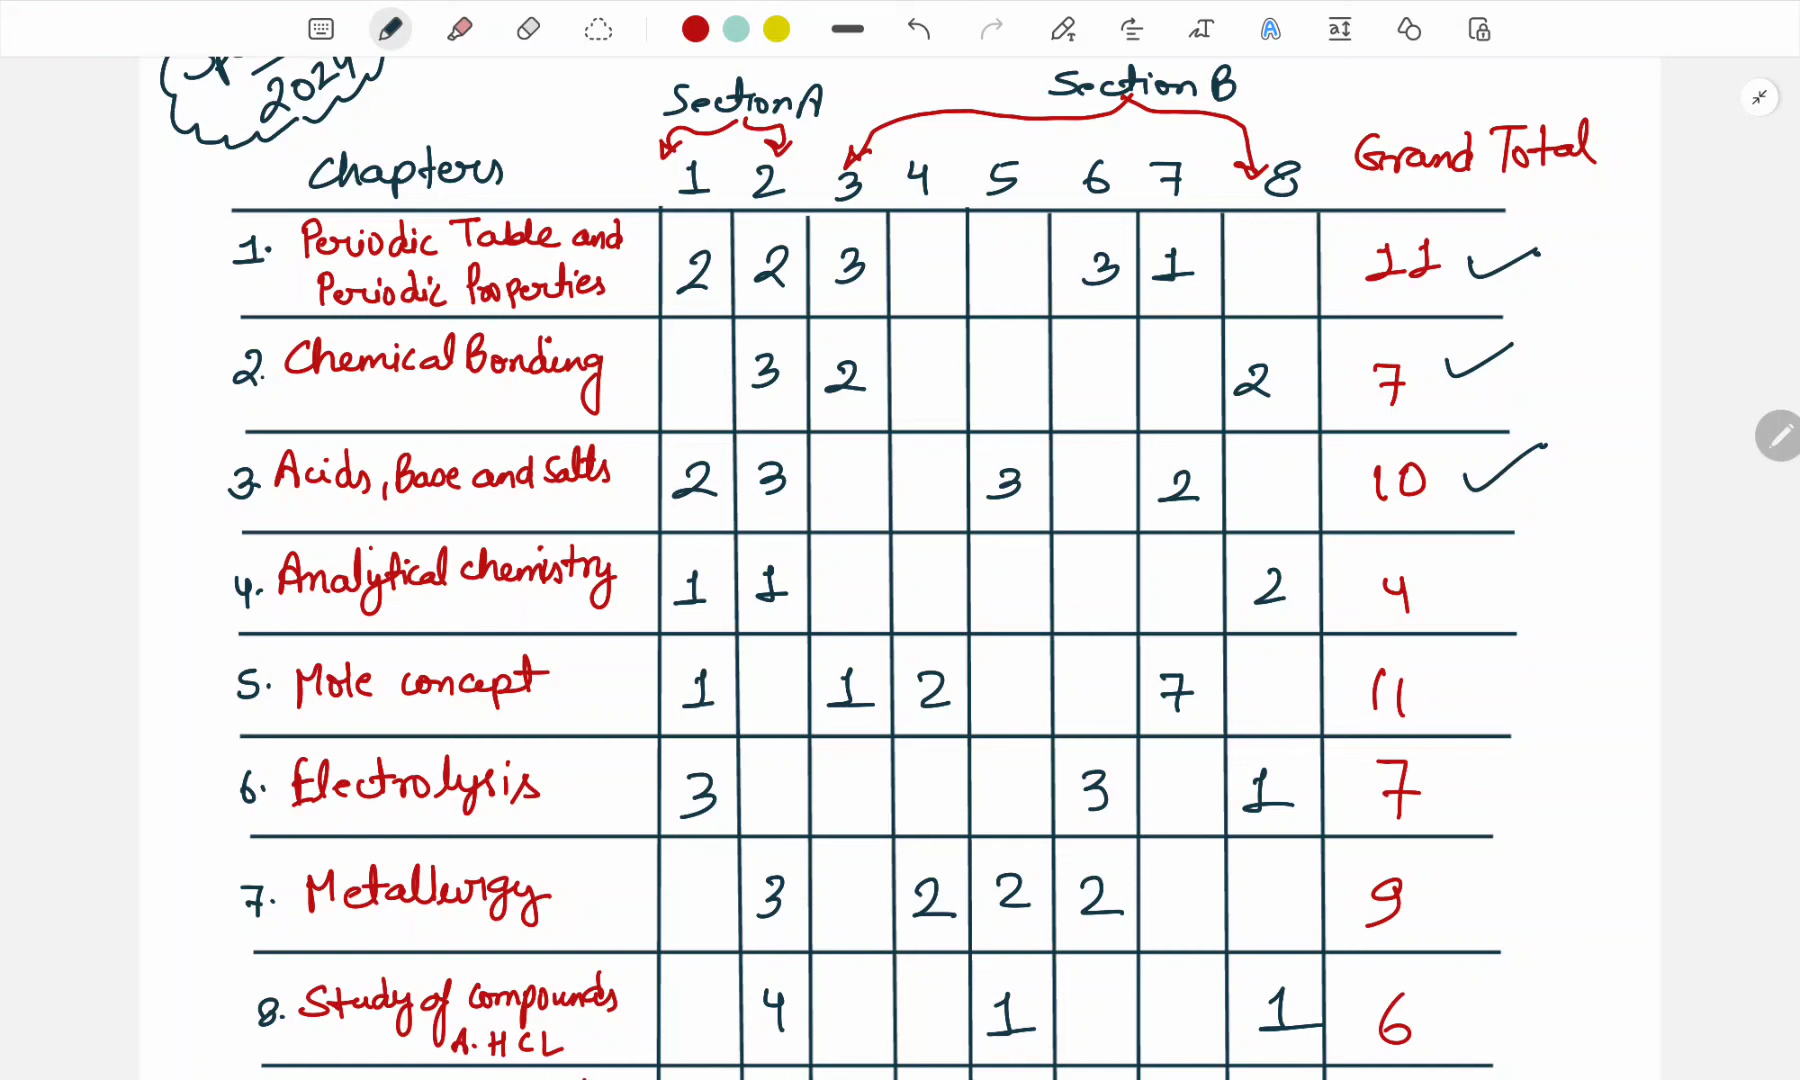 2024
Section A
Section B
Chapters 1 2 3 4 5 6 7 8 Grand Total
1. Periodic Table and
Periodic Properties 2 2 3 3 1 11
2. Chemical Bonding 3 2 2 7
3. Acids, Base and Salts 2 3 3 2 10
4. Analytical chemistry 1 1 2 4
5. Mole concept 1 1 2 7 11
6. Electrolysis 3 3 1 7
7. Metallurgy 3 2 2 2 9
8. Study of compounds 4 1 1 6
A. HCL